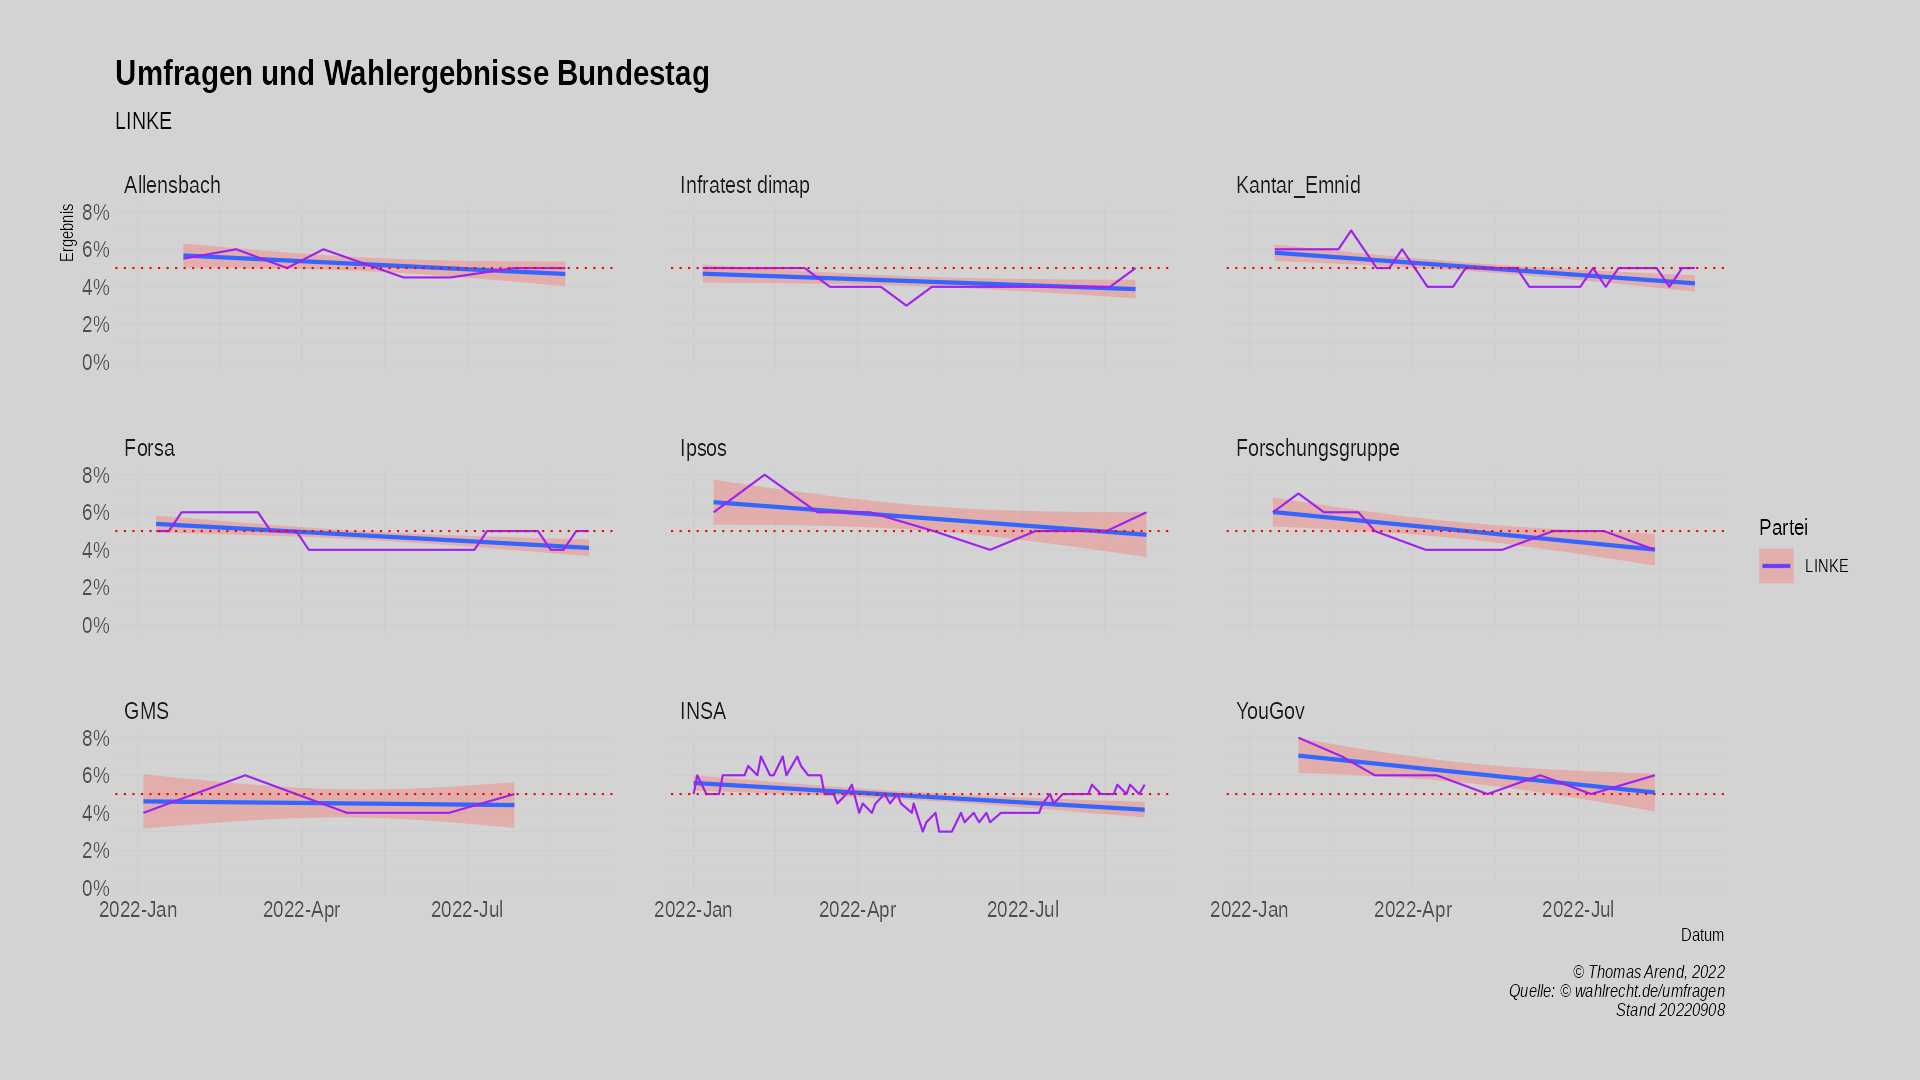 Umfragen und Wahlergebnisse Bundestag
LINKE
Allensbach
Infratest dimap
Kantar_Emnid
Ergebnis
8%
6%
4%
2%
0%
Forsa
Ipsos
Forschungsgruppe
8%
6%
4%
2%
0%
Partei
LINKE
GMS
INSA
YouGov
8%
6%
4%
2%
0%
2022-Jan
2022-Apr
2022-Jul
2022-Jan
2022-Apr
2022-Jul
2022-Jan
2022-Apr
2022-Jul
Datum
© Thomas Arend, 2022
Quelle: © wahlrecht.de/umfragen
Stand 20220908